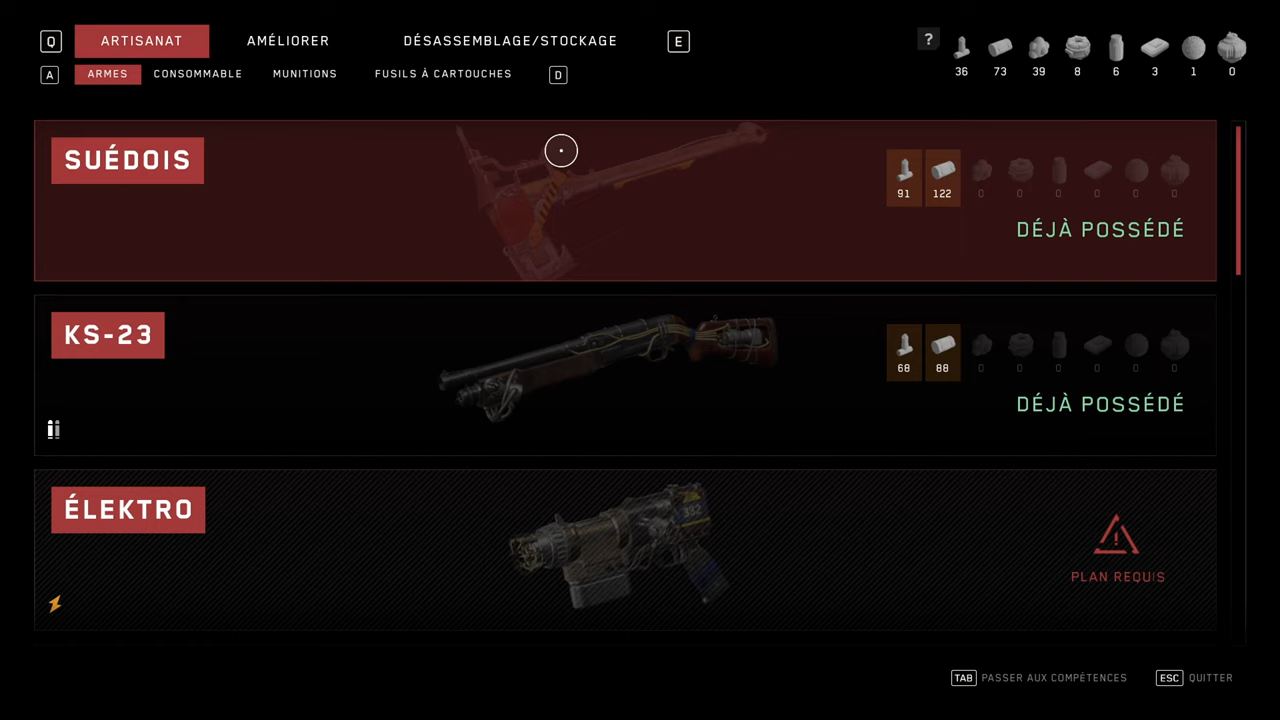 Q ARTISANAT AMÉLIORER DÉSASSEMBLAGE/STOCKAGE E ?
36 73 39 8 6 3 1 0
A ARMES CONSOMMABLE MUNITIONS FUSILS À CARTOUCHES D
SUÉDOIS
91 122 0 0 0 0 0 0
DÉJÀ POSSÉDÉ
KS-23
68 88 0 0 0 0 0 0
DÉJÀ POSSÉDÉ
ÉLEKTRO
352
PLAN REQUIS
TAB PASSER AUX COMPÉTENCES ESC QUITTER